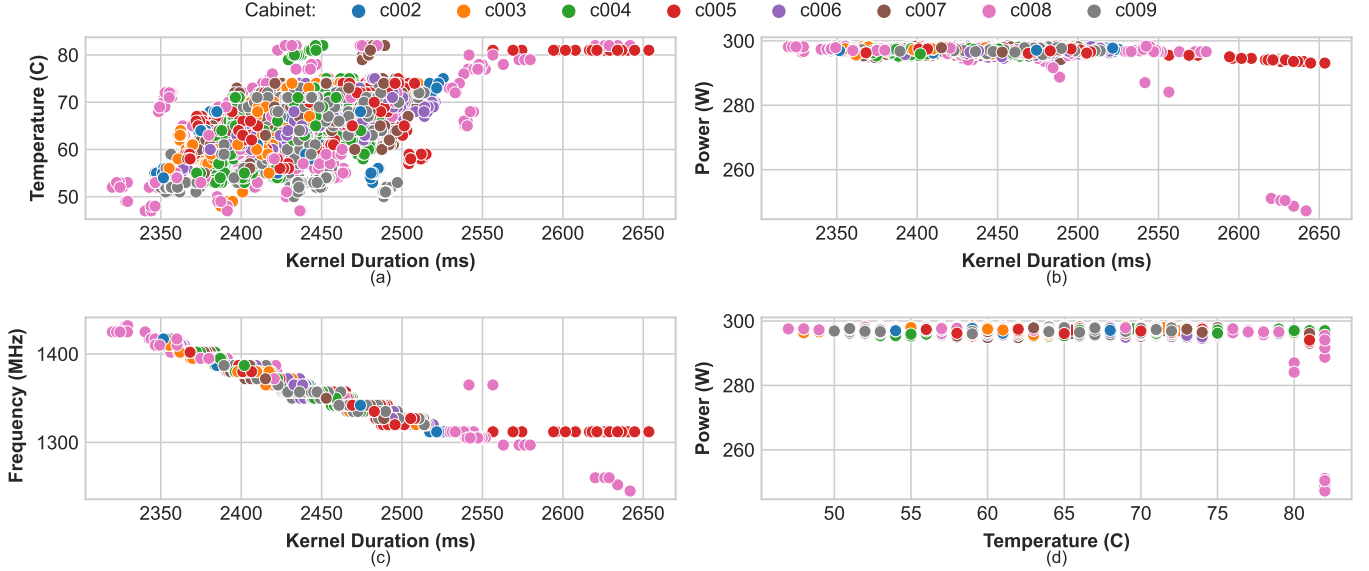 Cabinet: c002 c003 c004 c005 c006 c007 c008 c009
Temperature (C)
80
70
60
50
2350 2400 2450 2500 2550 2600 2650
Kernel Duration (ms)
(a)
Power (W)
300
280
260
2350 2400 2450 2500 2550 2600 2650
Kernel Duration (ms)
(b)
Frequency (MHz)
1400
1300
2350 2400 2450 2500 2550 2600 2650
Kernel Duration (ms)
(c)
Power (W)
300
280
260
50 55 60 65 70 75 80
Temperature (C)
(d)